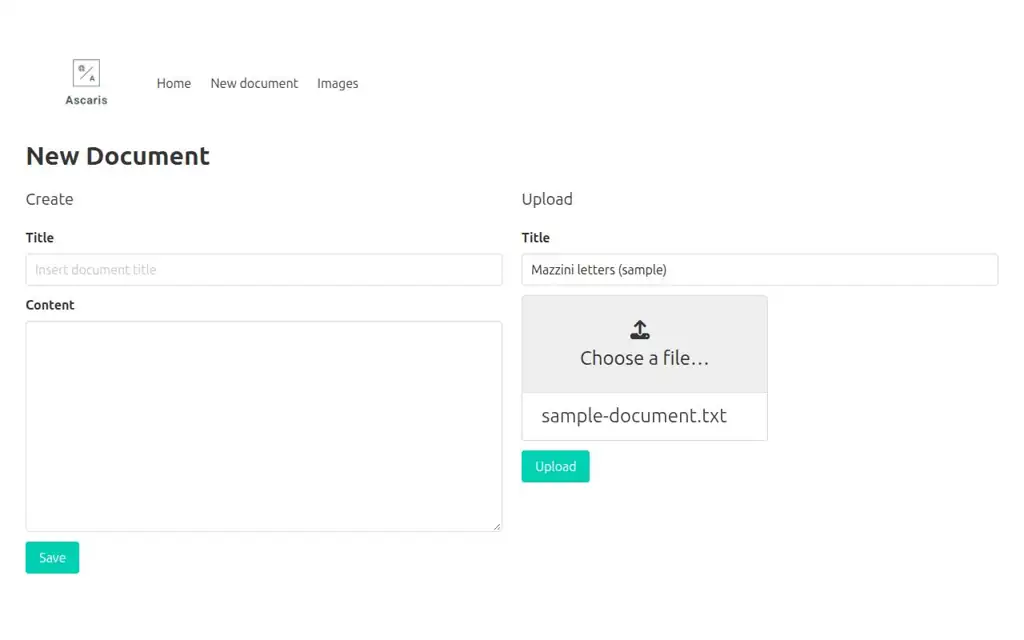 Ascaris
Home New document Images
New Document
Create
Title
Insert document title
Content
Save
Upload
Title
Mazzini letters (sample)
Choose a file…
sample-document.txt
Upload